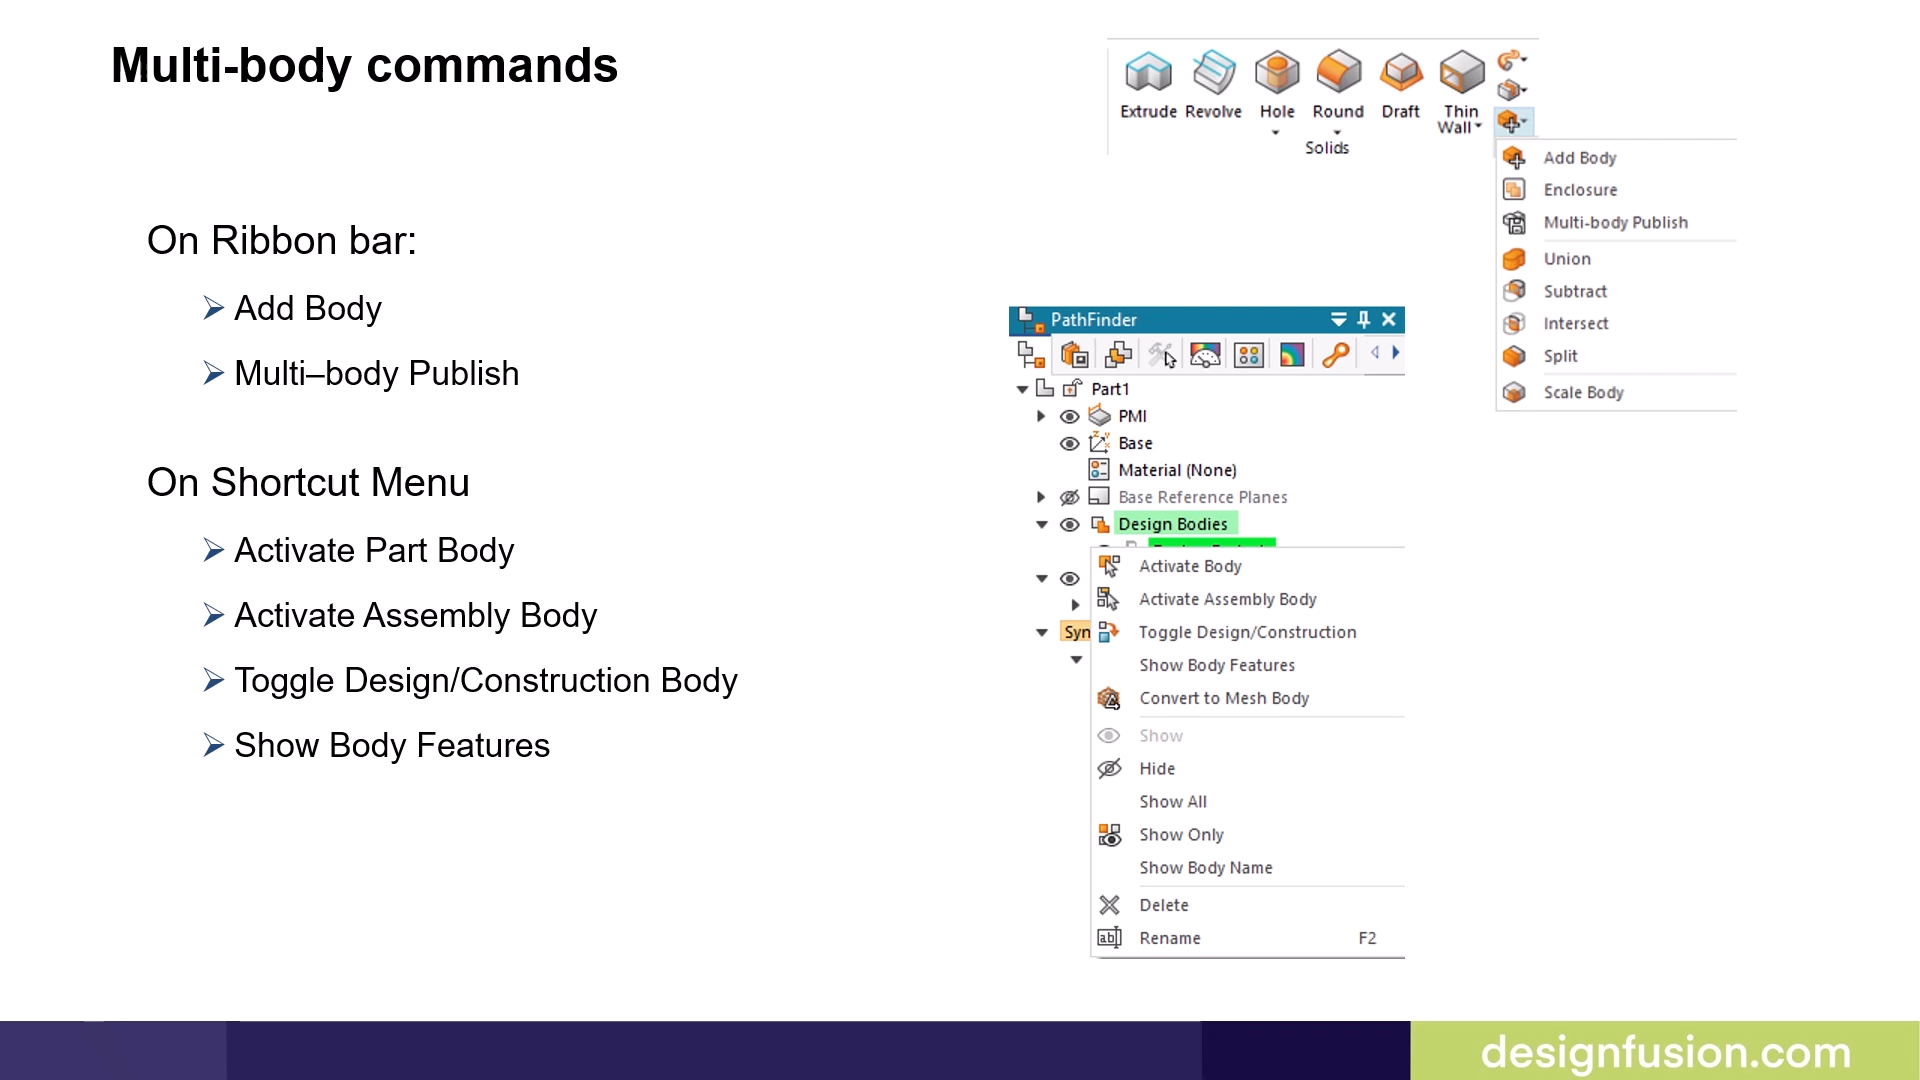 Multi-body commands
On Ribbon bar:
Add Body
Multi–body Publish
On Shortcut Menu
Activate Part Body
Activate Assembly Body
Toggle Design/Construction Body
Show Body Features
Extrude Revolve Hole Round Draft Thin Wall
Solids
Add Body
Enclosure
Multi-body Publish
Union
Subtract
Intersect
Split
Scale Body
PathFinder
Part1
PMI
Base
Material (None)
Base Reference Planes
Design Bodies
Syn
Activate Body
Activate Assembly Body
Toggle Design/Construction
Show Body Features
Convert to Mesh Body
Show
Hide
Show All
Show Only
Show Body Name
Delete
Rename F2
designfusion.com